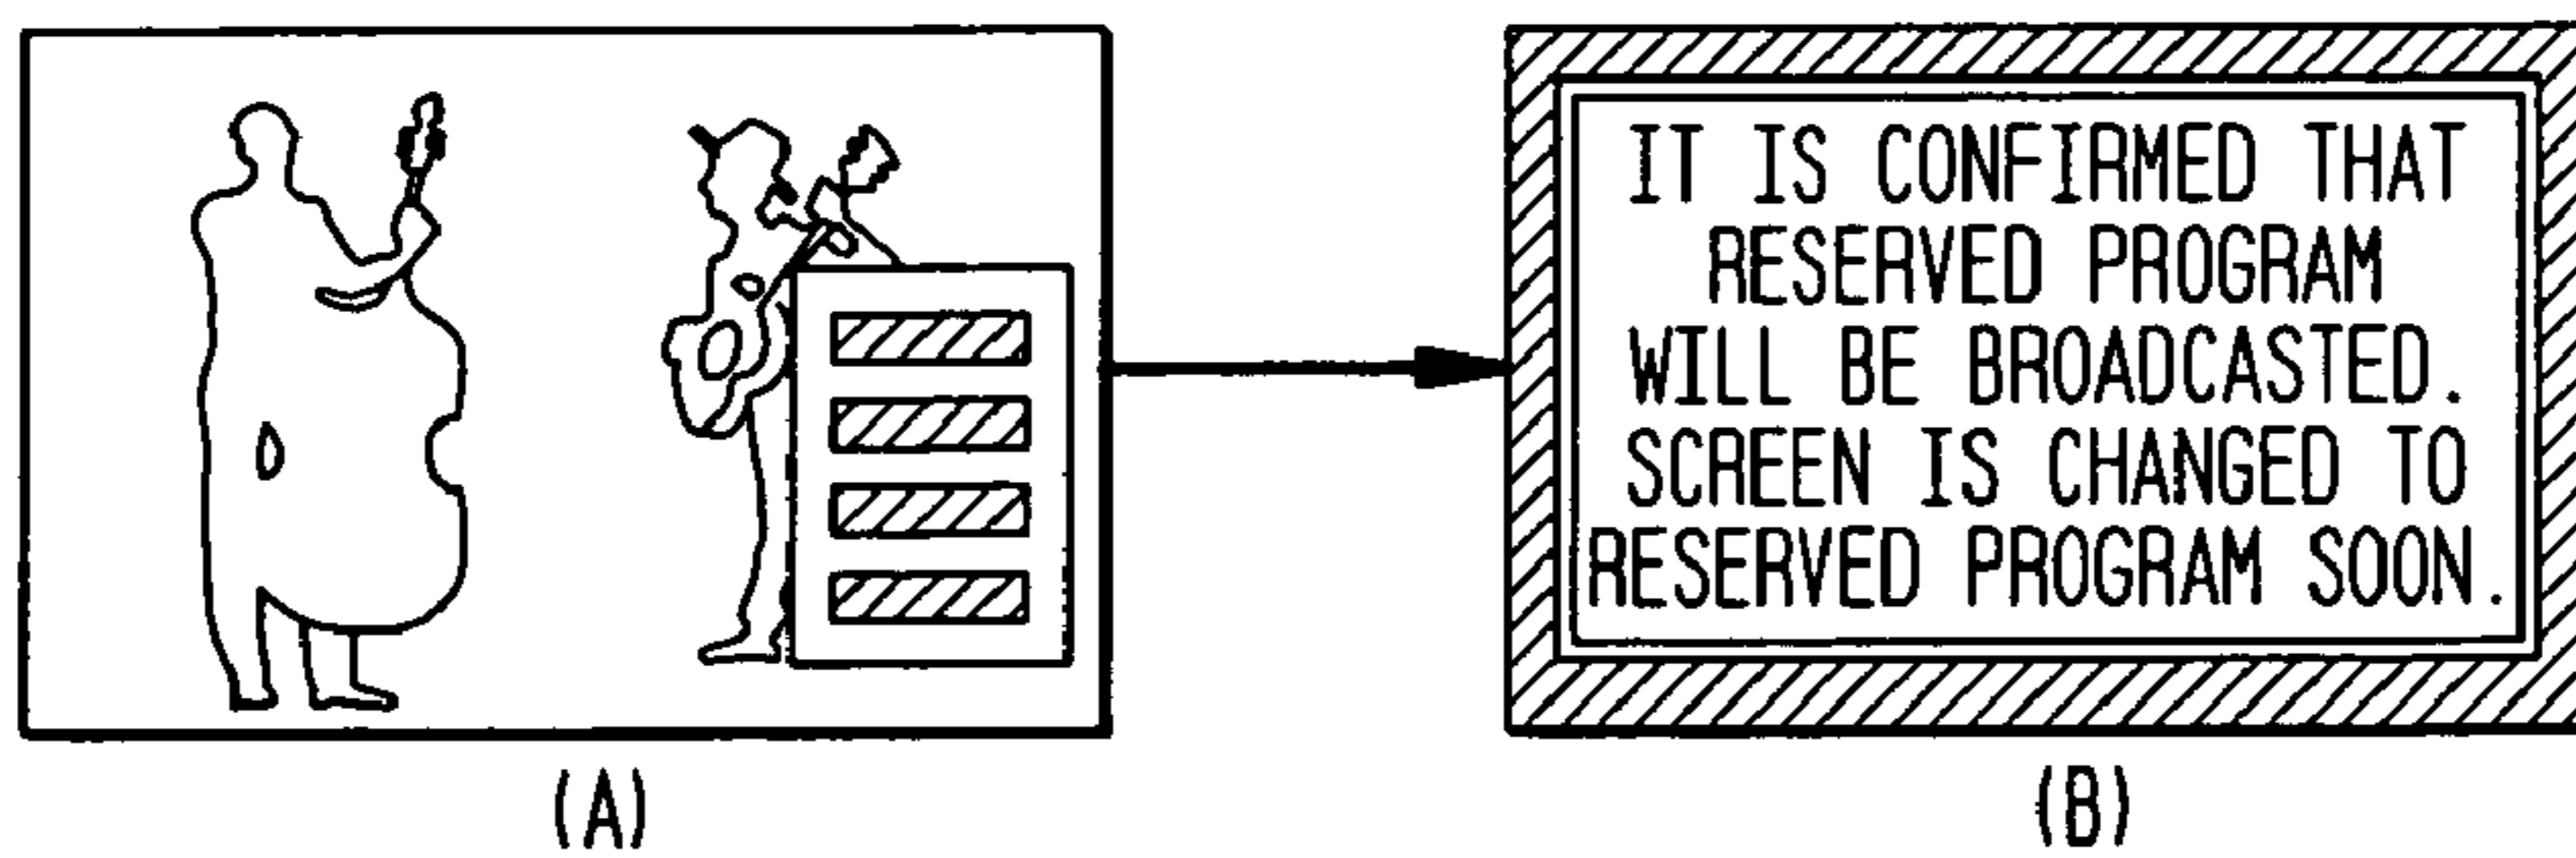 IT IS CONFIRMED THAT
RESERVED PROGRAM
WILL BE BROADCASTED.
SCREEN IS CHANGED TO
RESERVED PROGRAM SOON.
(A)
(B)